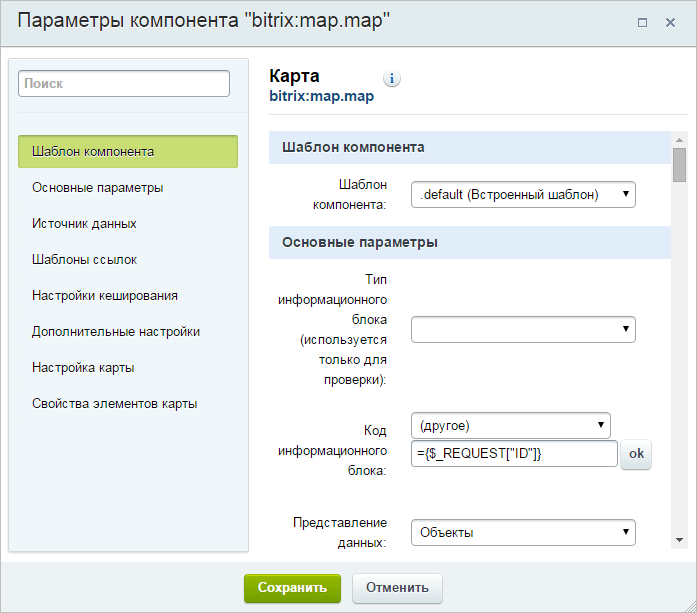 Параметры компонента "bitrix:map.map"
Поиск
Шаблон компонента
Основные параметры
Источник данных
Шаблоны ссылок
Настройки кеширования
Дополнительные настройки
Настройка карты
Свойства элементов карты
Карта
bitrix:map.map
Шаблон компонента
Шаблон
компонента:
.default (Встроенный шаблон)
Основные параметры
Тип
информационного
блока
(используется
только для
проверки):
Код
информационного
блока:
(другое)
={$_REQUEST["ID"]}
ok
Представление
данных:
Объекты
Сохранить
Отменить